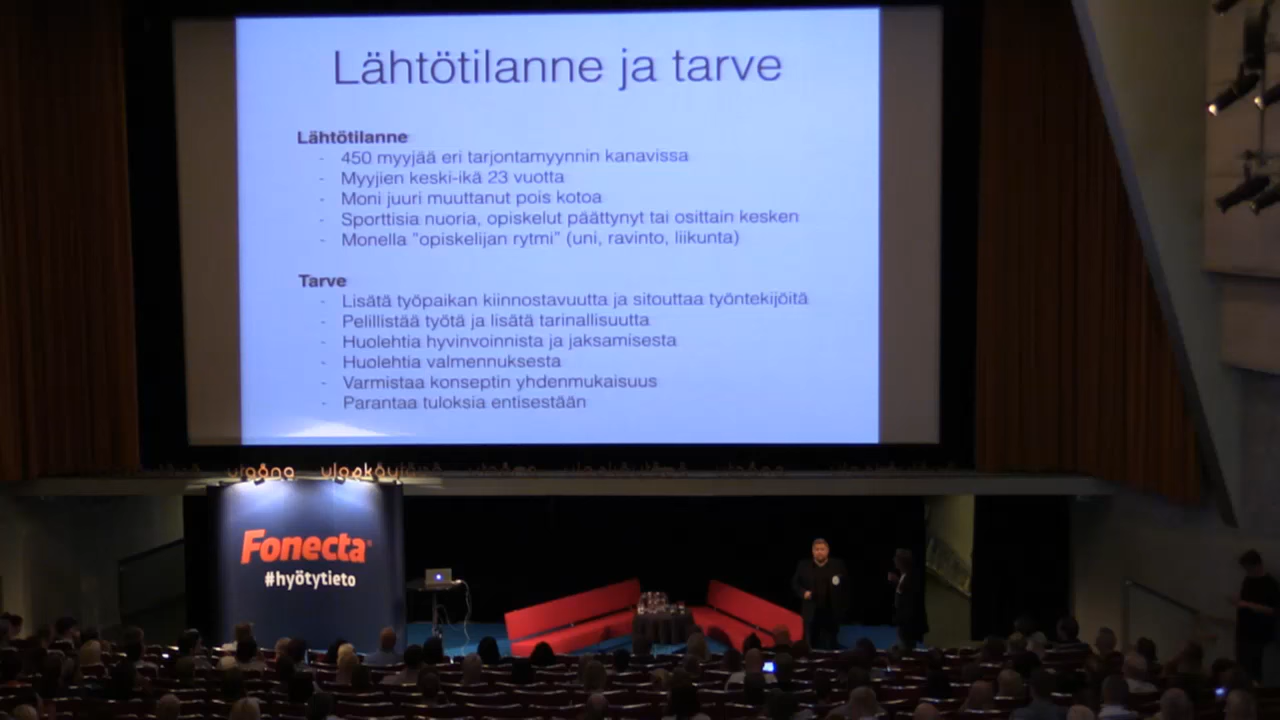 Lähtötilanne ja tarve
Lähtötilanne
- 450 myyjää eri tarjontamyynnin kanavissa
- Myyjien keski-ikä 23 vuotta
- Moni juuri muuttanut pois kotoa
- Sporttisia nuoria, opiskelut päättynyt tai osittain kesken
- Monella "opiskelijan rytmi" (uni, ravinto, liikunta)
Tarve
- Lisätä työpaikan kiinnostavuutta ja sitouttaa työntekijöitä
- Pelillistää työtä ja lisätä tarinallisuutta
- Huolehtia hyvinvoinnista ja jaksamisesta
- Huolehtia valmennuksesta
- Varmistaa konseptin yhdenmukaisuus
- Parantaa tuloksia entisestään
Fonecta
#hyötytieto